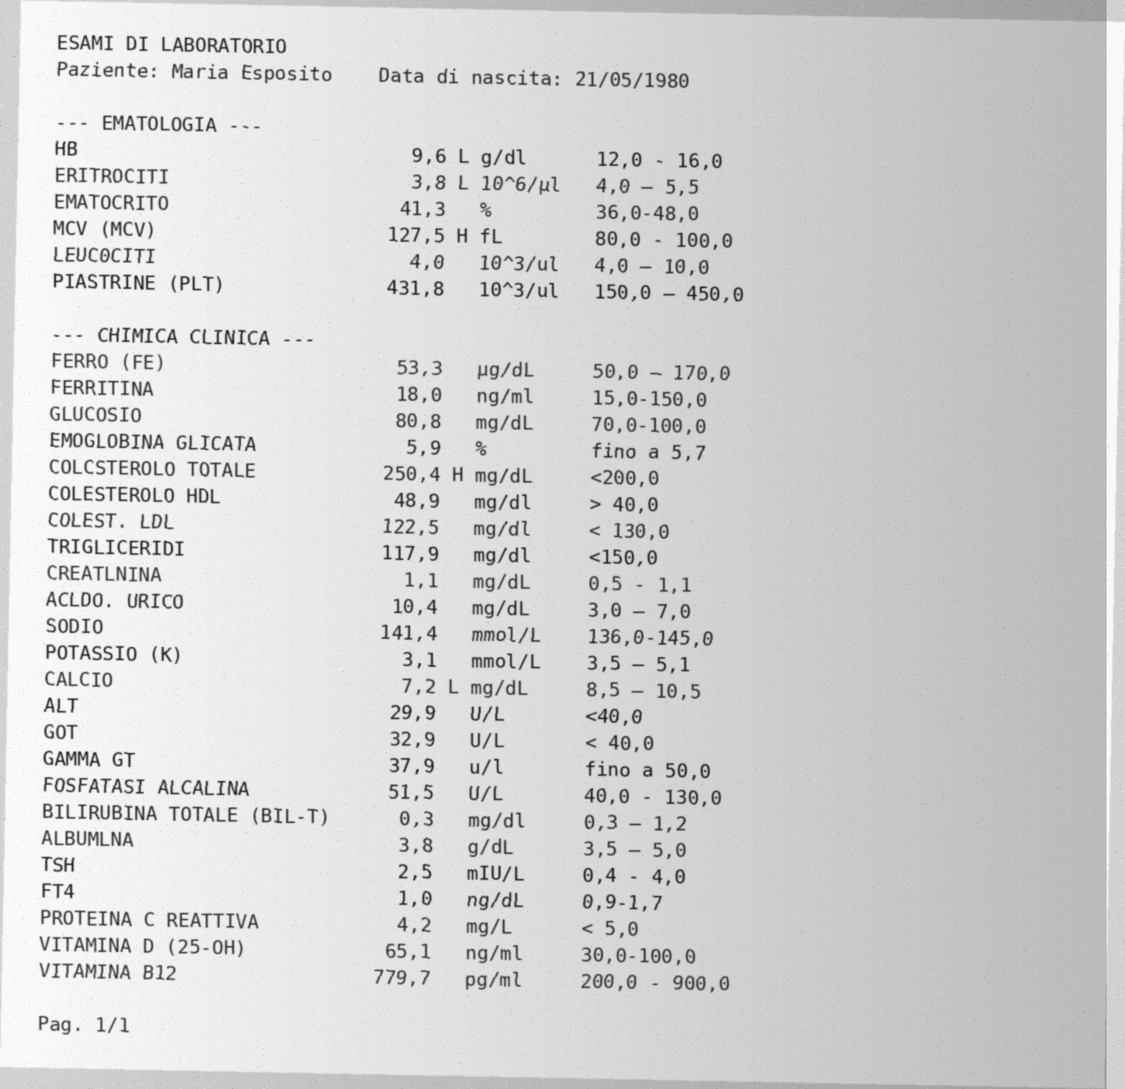 ESAMI DI LABORATORIO
Paziente: Maria Esposito    Data di nascita: 21/05/1980
--- EMATOLOGIA ---
HB 9,6 L g/dl 12,0 - 16,0
ERITROCITI 3,8 L 10^6/µl 4,0 – 5,5
EMATOCRITO 41,3 % 36,0-48,0
MCV (MCV) 127,5 H fL 80,0 - 100,0
LEUC0CITI 4,0 10^3/ul 4,0 – 10,0
PIASTRINE (PLT) 431,8 10^3/ul 150,0 – 450,0
--- CHIMICA CLINICA ---
FERRO (FE) 53,3 µg/dL 50,0 – 170,0
FERRITINA 18,0 ng/ml 15,0-150,0
GLUCOSIO 80,8 mg/dL 70,0-100,0
EMOGLOBINA GLICATA 5,9 % fino a 5,7
COLCSTEROLO TOTALE 250,4 H mg/dL <200,0
COLESTEROLO HDL 48,9 mg/dl > 40,0
COLEST. LDL 122,5 mg/dl < 130,0
TRIGLICERIDI 117,9 mg/dl <150,0
CREATLNINA 1,1 mg/dL 0,5 - 1,1
ACLDO. URICO 10,4 mg/dL 3,0 – 7,0
SODIO 141,4 mmol/L 136,0-145,0
POTASSIO (K) 3,1 mmol/L 3,5 – 5,1
CALCIO 7,2 L mg/dL 8,5 – 10,5
ALT 29,9 U/L <40,0
GOT 32,9 U/L < 40,0
GAMMA GT 37,9 u/l fino a 50,0
FOSFATASI ALCALINA 51,5 U/L 40,0 - 130,0
BILIRUBINA TOTALE (BIL-T) 0,3 mg/dl 0,3 – 1,2
ALBUMLNA 3,8 g/dL 3,5 – 5,0
TSH 2,5 mIU/L 0,4 - 4,0
FT4 1,0 ng/dL 0,9-1,7
PROTEINA C REATTIVA 4,2 mg/L < 5,0
VITAMINA D (25-OH) 65,1 ng/ml 30,0-100,0
VITAMINA B12 779,7 pg/ml 200,0 - 900,0
Pag. 1/1